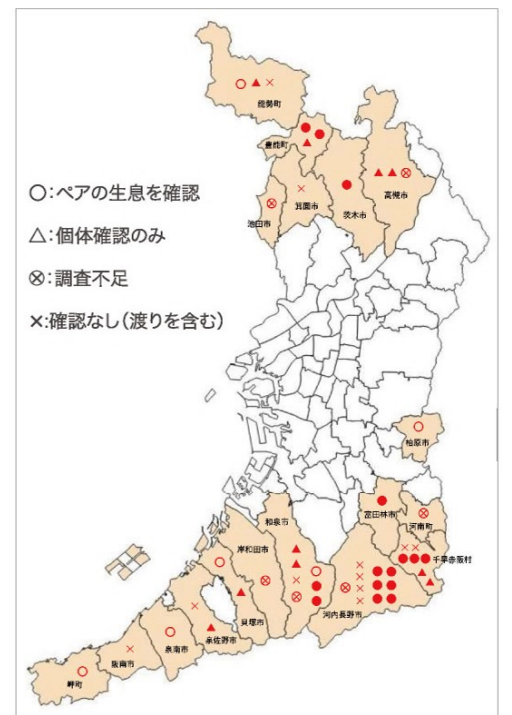 能勢町
豊能町
高槻市
箕面市
茨木市
池田市
○:ペアの生息を確認
△:個体確認のみ
⊗:調査不足
×:確認なし(渡りを含む)
柏原市
富田林市
河南町
和泉市
岸和田市
千早赤阪村
貝塚市
河内長野市
泉佐野市
泉南市
阪南市
岬町